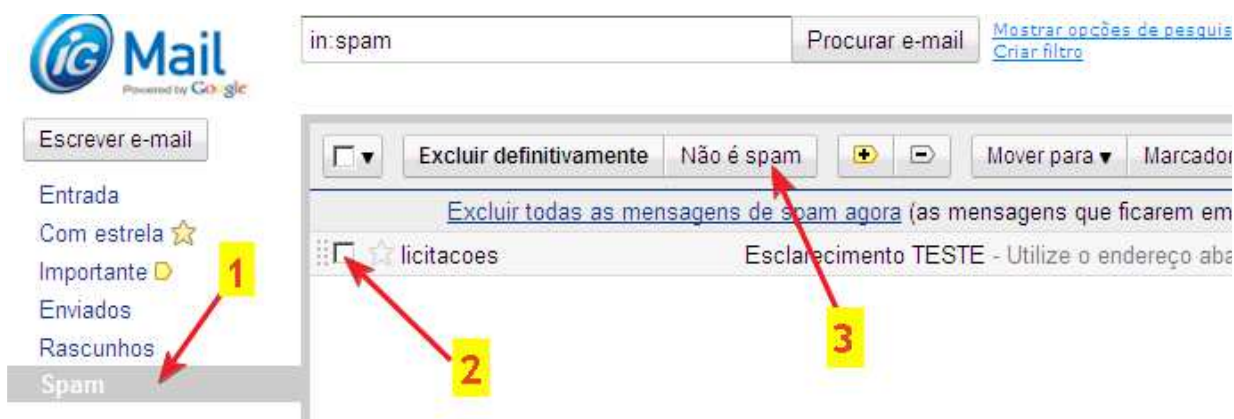 iG Mail
Powered by Google
in:spam
Procurar e-mail
Mostrar opções de pesquis
Criar filtro
Escrever e-mail
Excluir definitivamente
Não é spam
Mover para
Marcador
Entrada
Com estrela
Importante
Enviados
Rascunhos
Spam
Excluir todas as mensagens de spam agora (as mensagens que ficarem em
licitacoes Esclarecimento TESTE - Utilize o endereço aba
1
2
3